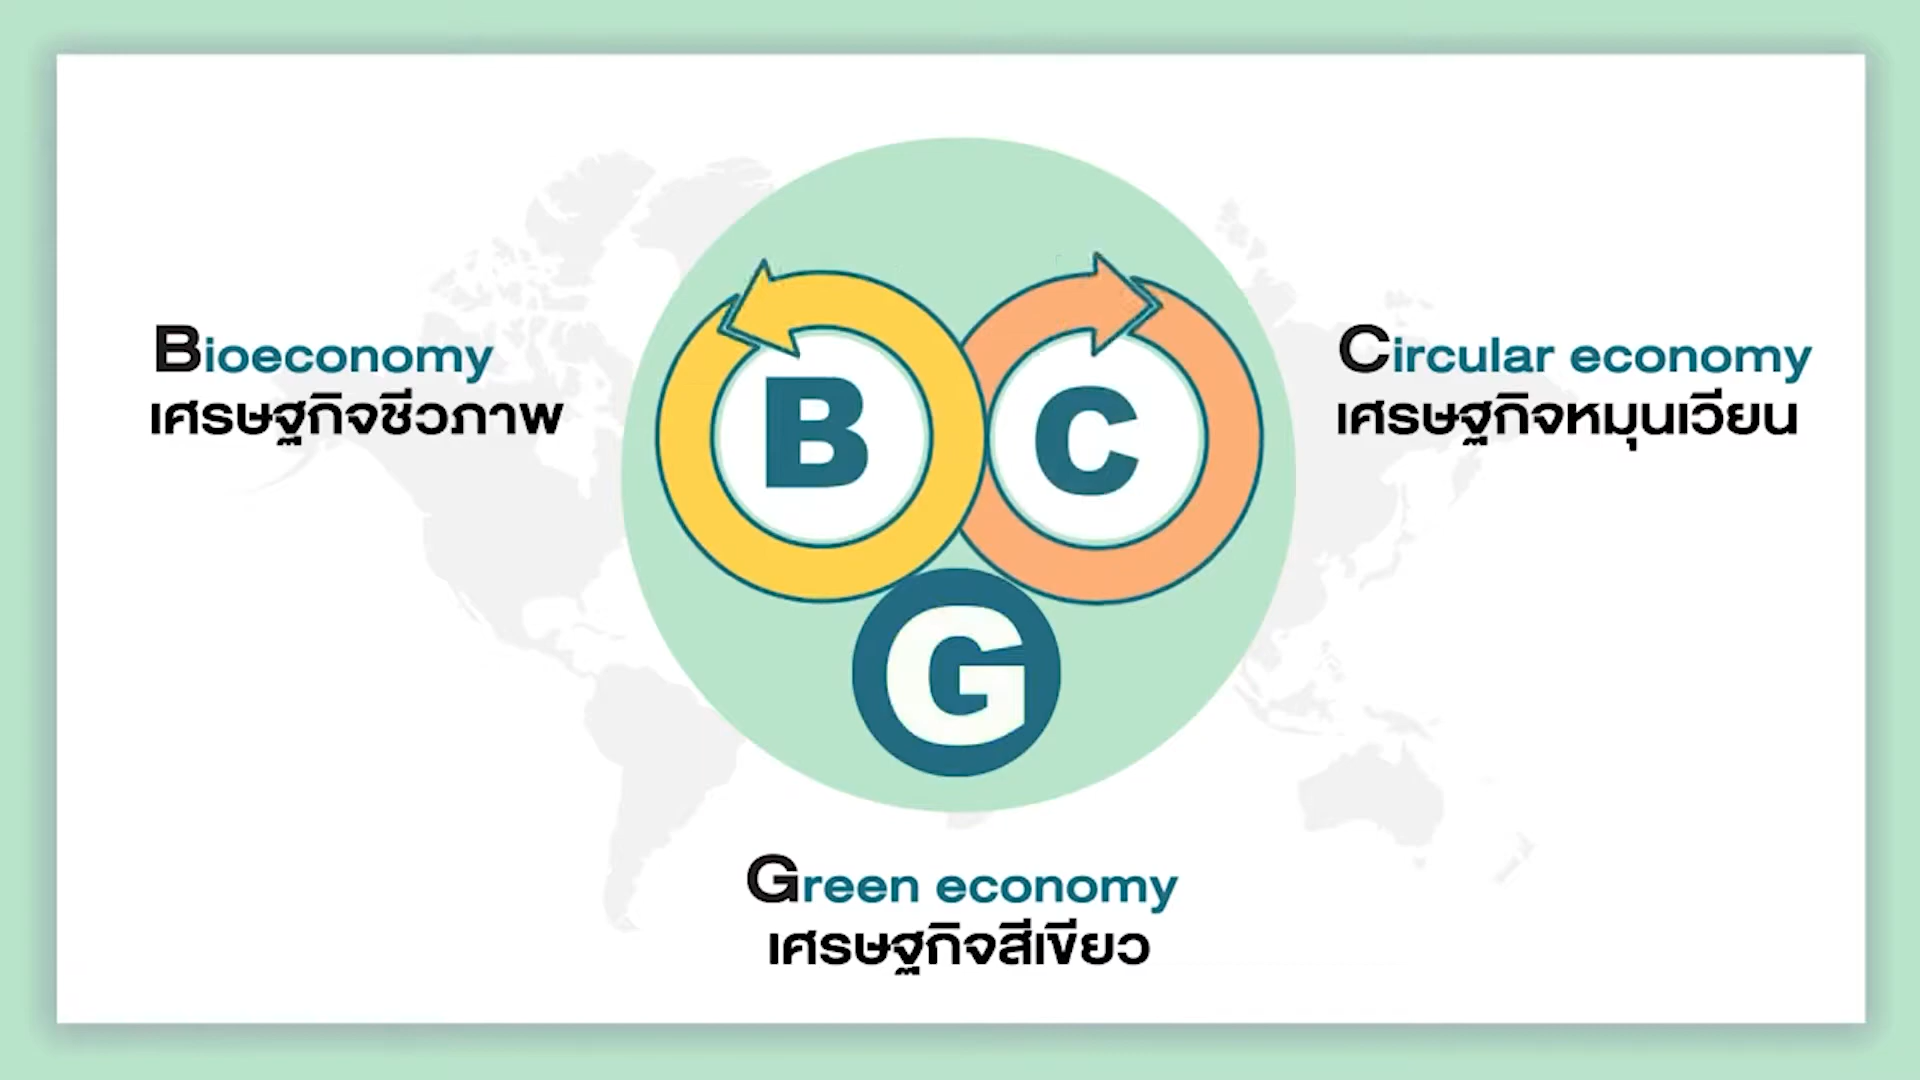 Bioeconomy
เศรษฐกิจชีวภาพ
B
C
G
Circular economy
เศรษฐกิจหมุนเวียน
Green economy
เศรษฐกิจสีเขียว